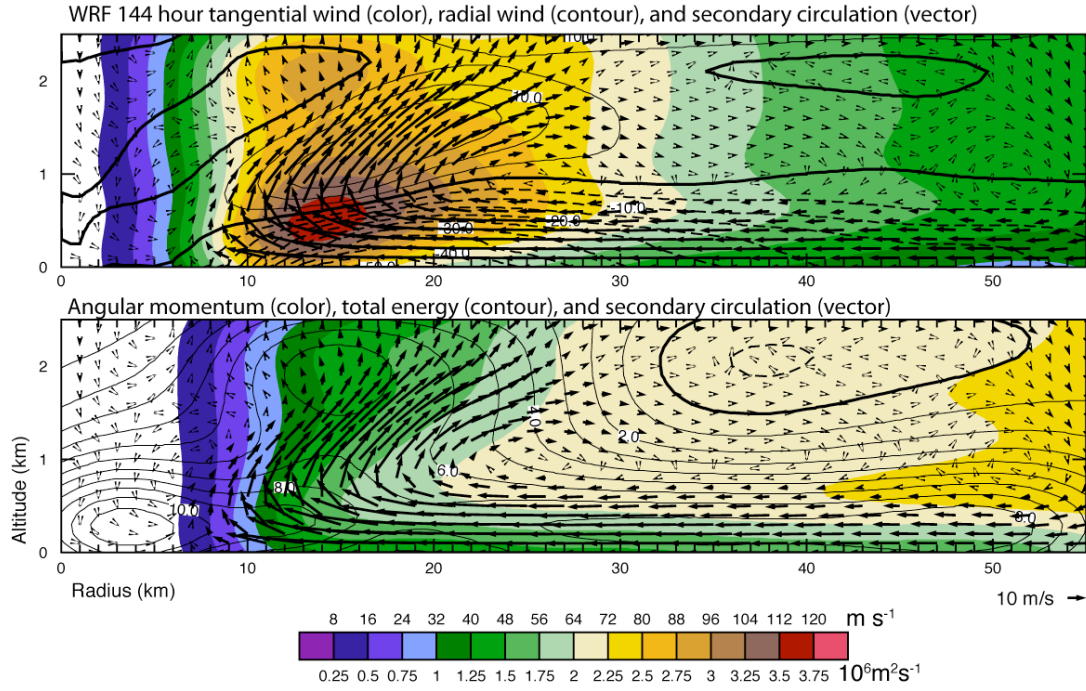 WRF 144 hour tangential wind (color), radial wind (contour), and secondary circulation (vector)
2
1
0
10.0
10.0
-10.0
-20.0
-30.0
-40.0
0 10 20 30 40 50
Angular momentum (color), total energy (contour), and secondary circulation (vector)
2
1
0
4.0
2.0
6.0
8.0
10.0
Altitude (km)
0 10 20 30 40 50
Radius (km)
10 m/s
8 16 24 32 40 48 56 64 72 80 88 96 104 112 120 m s-1
0.25 0.5 0.75 1 1.25 1.5 1.75 2 2.25 2.5 2.75 3 3.25 3.5 3.75 10⁶m²s⁻¹